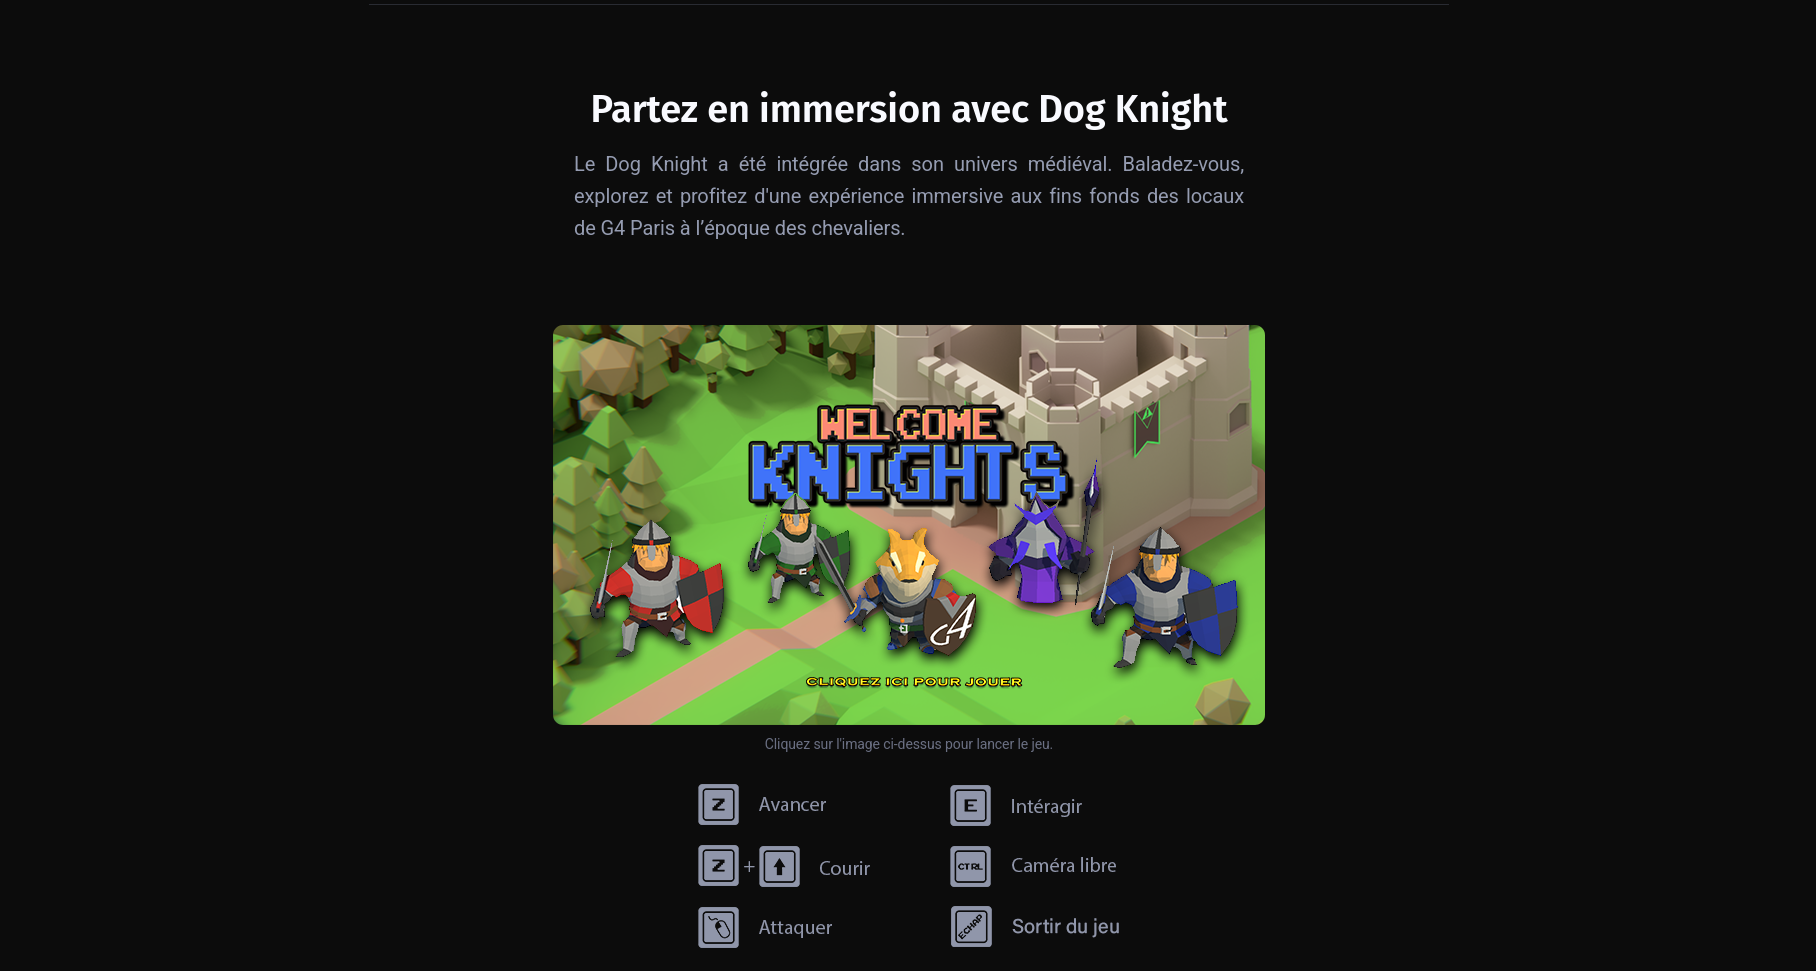 Partez en immersion avec Dog Knight
Le Dog Knight a été intégrée dans son univers médiéval. Baladez-vous,
explorez et profitez d'une expérience immersive aux fins fonds des locaux
de G4 Paris à l’époque des chevaliers.
WELCOME
KNIGHTS
G4
CLIQUEZ ICI POUR JOUER
Cliquez sur l'image ci-dessus pour lancer le jeu.
Z Avancer
E Intéragir
Z + Courir
CTRL Caméra libre
Attaquer
ECHAP Sortir du jeu